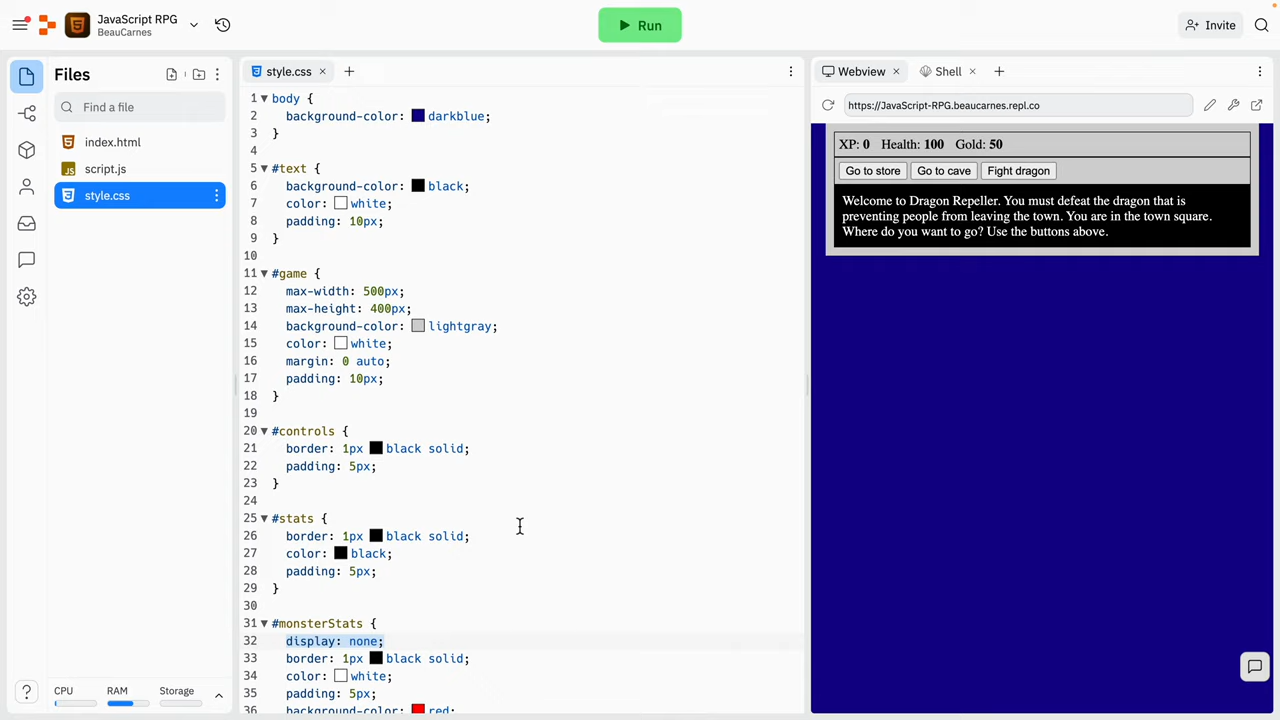 JavaScript RPG
BeauCarnes
Run
Invite
Files
Find a file
index.html
script.js
style.css
CPU
RAM
Storage
style.css
1 body {
2 background-color: darkblue;
3 }
4
5 #text {
6 background-color: black;
7 color: white;
8 padding: 10px;
9 }
10
11 #game {
12 max-width: 500px;
13 max-height: 400px;
14 background-color: lightgray;
15 color: white;
16 margin: 0 auto;
17 padding: 10px;
18 }
19
20 #controls {
21 border: 1px black solid;
22 padding: 5px;
23 }
24
25 #stats {
26 border: 1px black solid;
27 color: black;
28 padding: 5px;
29 }
30
31 #monsterStats {
32 display: none;
33 border: 1px black solid;
34 color: white;
35 padding: 5px;
36 background-color: red;
Webview
Shell
https://JavaScript-RPG.beaucarnes.repl.co
XP: 0 Health: 100 Gold: 50
Go to store Go to cave Fight dragon
Welcome to Dragon Repeller. You must defeat the dragon that is
preventing people from leaving the town. You are in the town square.
Where do you want to go? Use the buttons above.